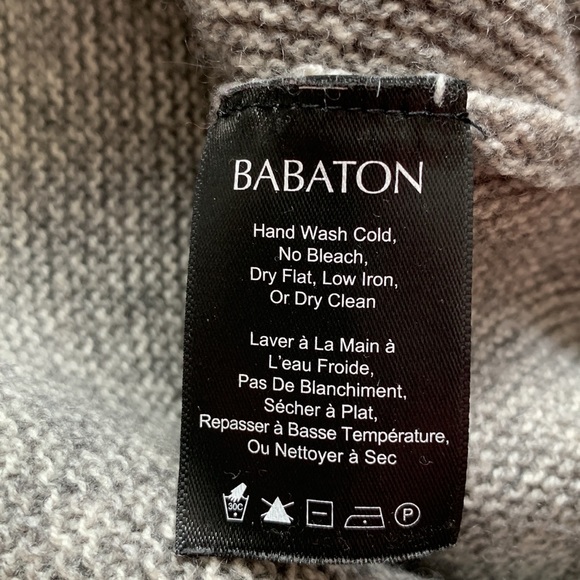 BABATON
Hand Wash Cold,
No Bleach,
Dry Flat, Low Iron,
Or Dry Clean
Laver à La Main à
L'eau Froide,
Pas De Blanchiment,
Sécher à Plat,
Repasser à Basse Température,
Ou Nettoyer à Sec
30C P